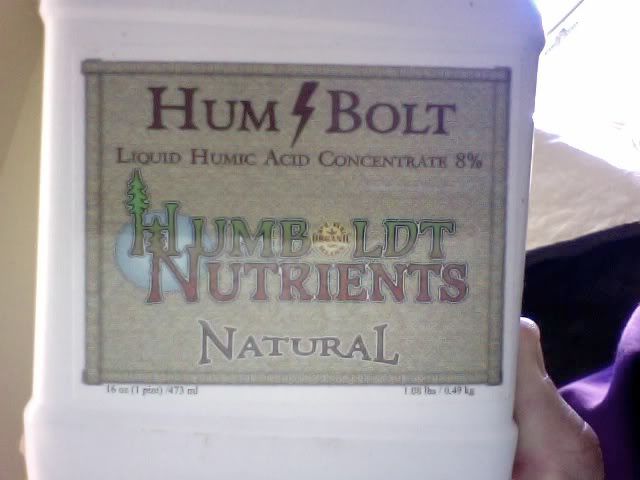 HUM BOLT
LIQUID HUMIC ACID CONCENTRATE 8%
HUMBOLDT
ORGANIC
NUTRIENTS
NATURAL
16 oz (1 pint) /473 ml
1.08 lbs / 0.49 kg